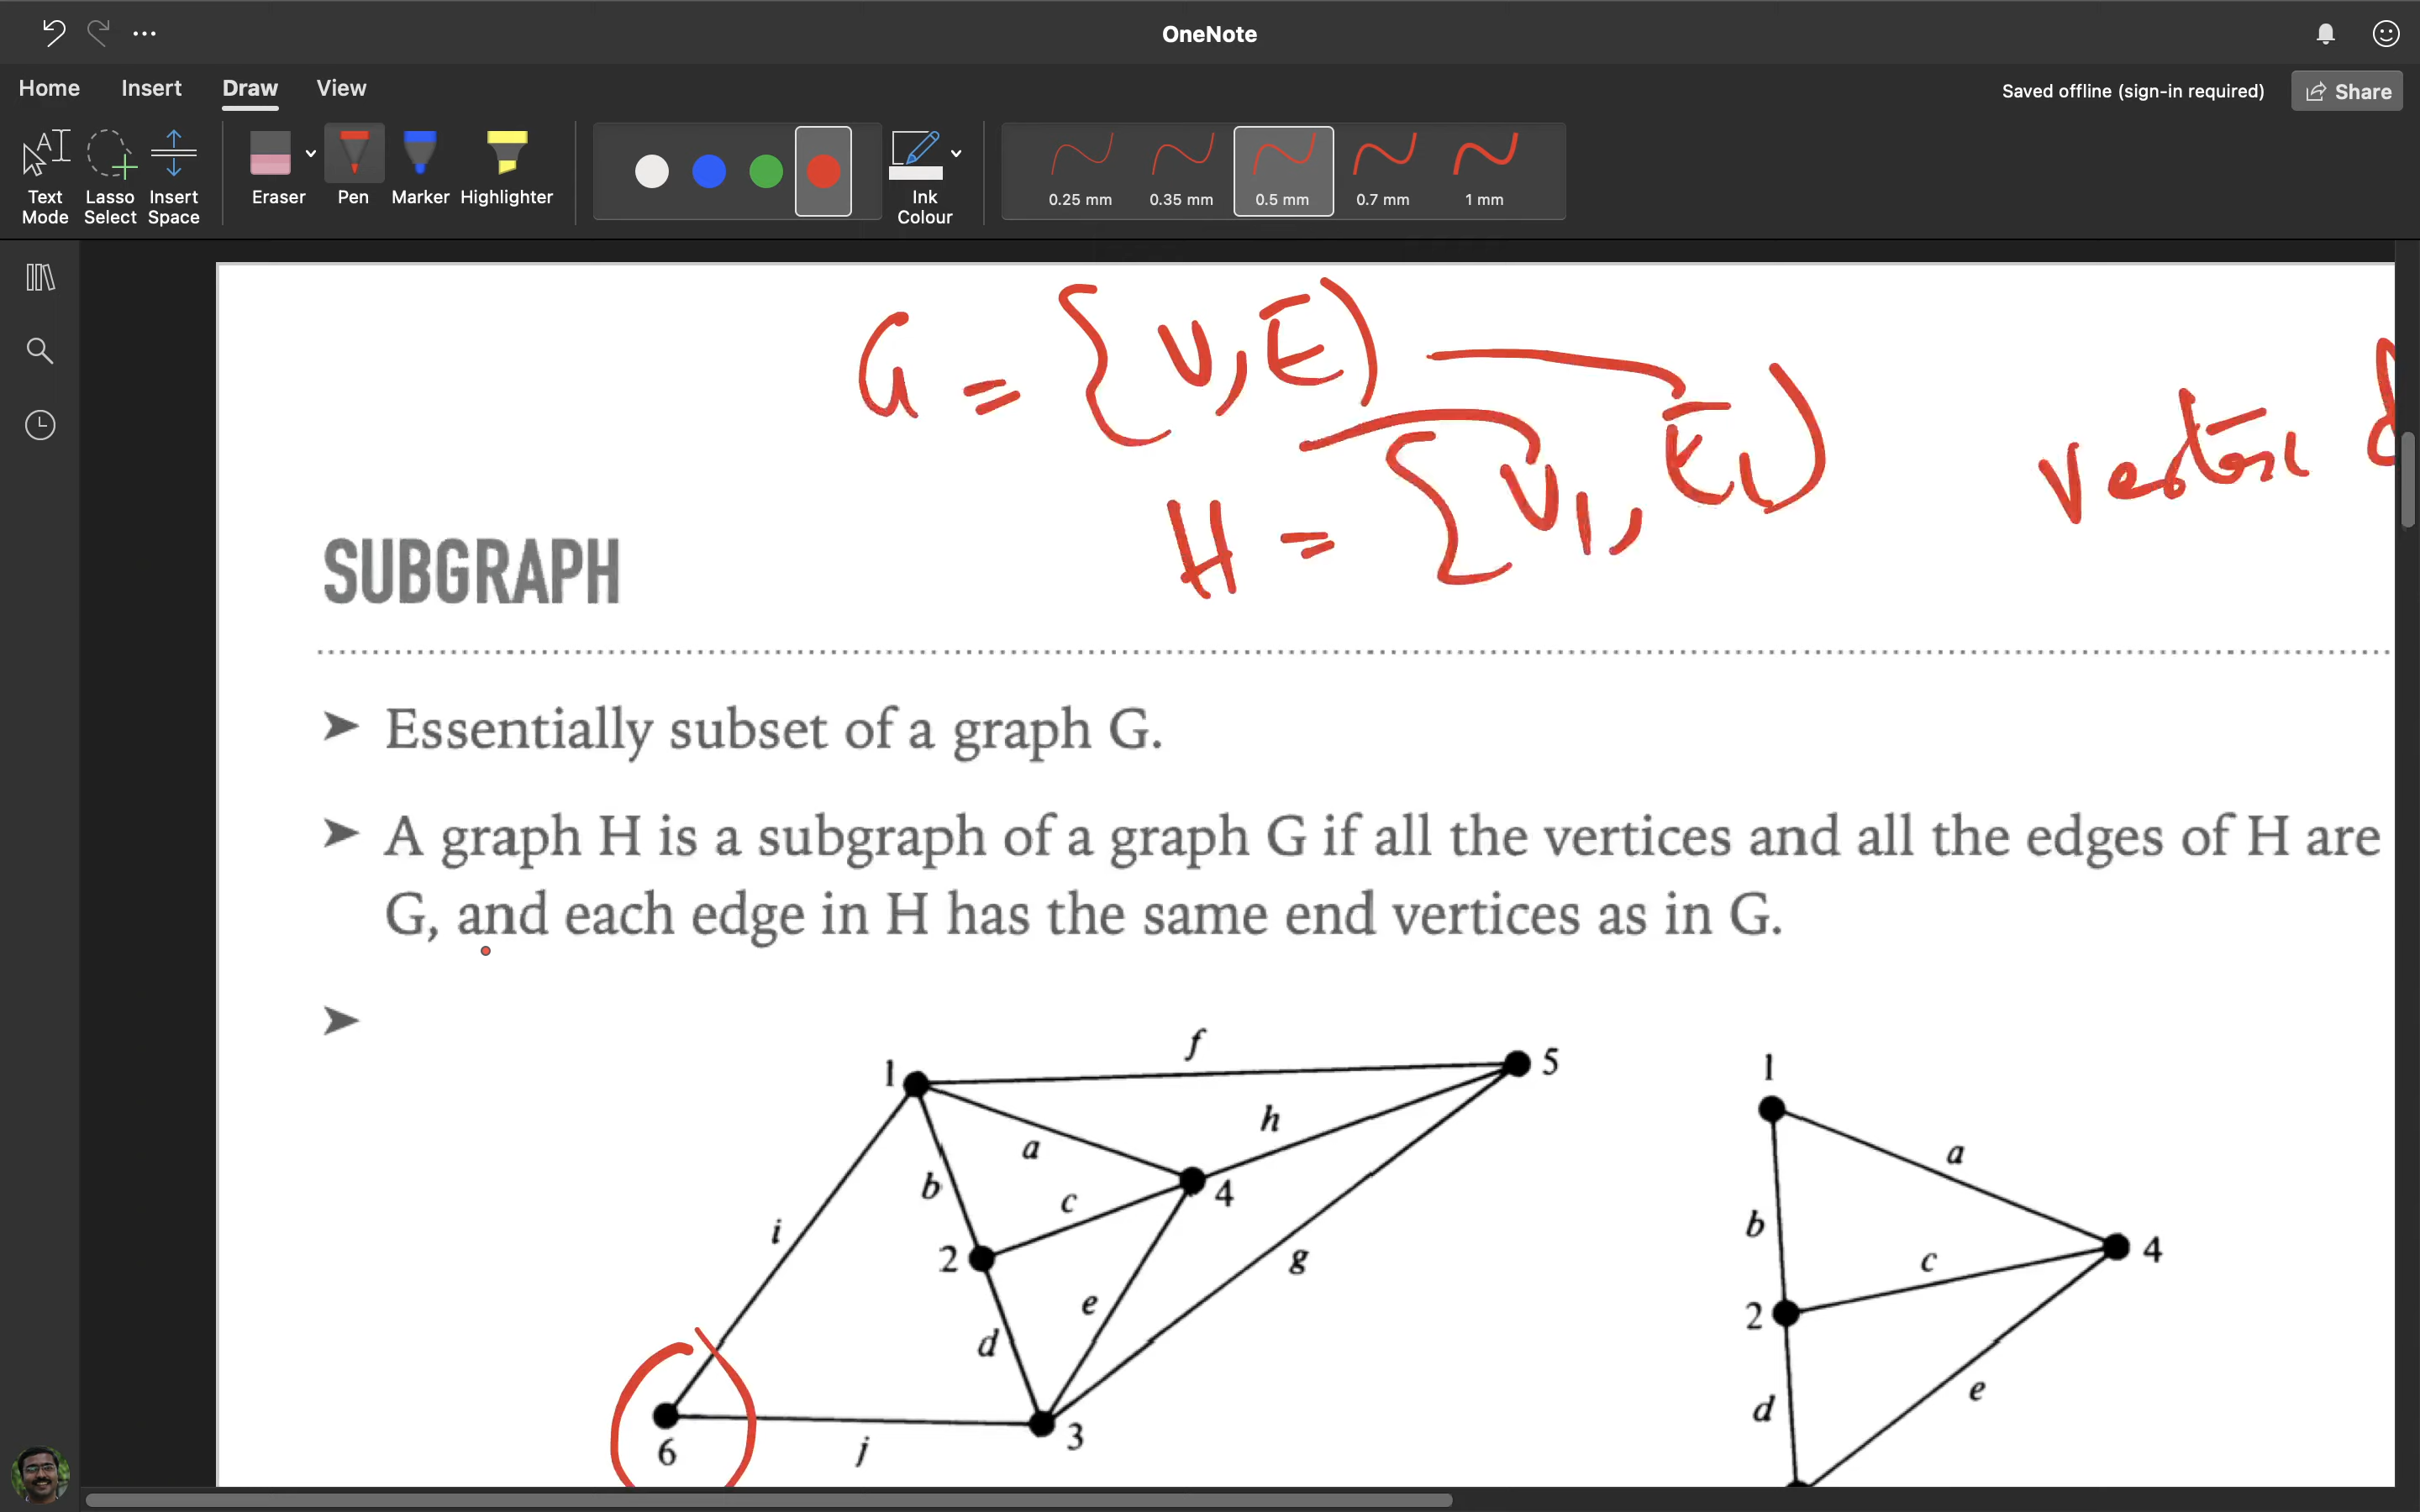 OneNote
Home Insert Draw View
Saved offline (sign-in required) Share
Text Mode
Lasso Select
Insert Space
Eraser
Pen
Marker
Highlighter
Ink Colour
0.25 mm
0.35 mm
0.5 mm
0.7 mm
1 mm
G = {V, E)
H = {V1, E1)
SUBGRAPH
➤ Essentially subset of a graph G.
➤ A graph H is a subgraph of a graph G if all the vertices and all the edges of H are
G, and each edge in H has the same end vertices as in G.
➤
1 f 5
a h
b c 4
i 2 g
e
d
6 j 3
1
a
b
c 4
2
e
d